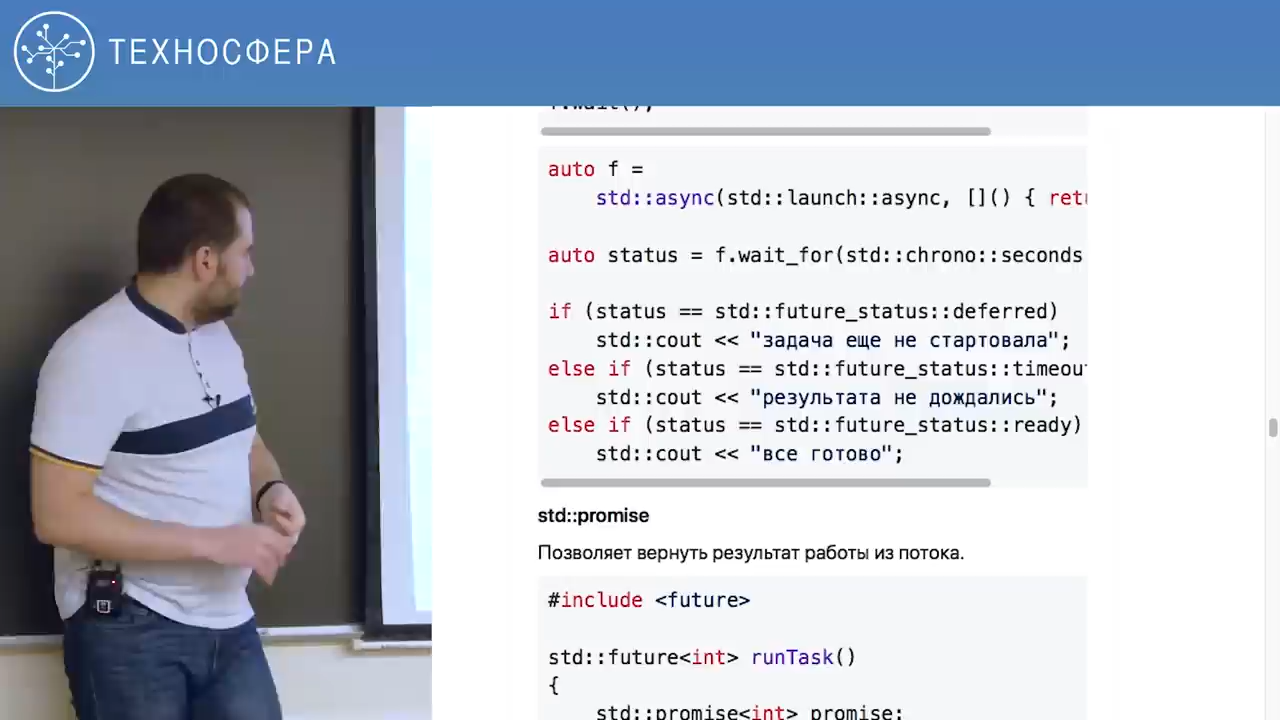 ТЕХНОСФЕРА
f.wait();
auto f =
std::async(std::launch::async, []() { retu
auto status = f.wait_for(std::chrono::seconds
if (status == std::future_status::deferred)
std::cout << "задача еще не стартовала";
else if (status == std::future_status::timeout
std::cout << "результата не дождались";
else if (status == std::future_status::ready)
std::cout << "все готово";
std::promise
Позволяет вернуть результат работы из потока.
#include <future>
std::future<int> runTask()
{
std::promise<int> promise;